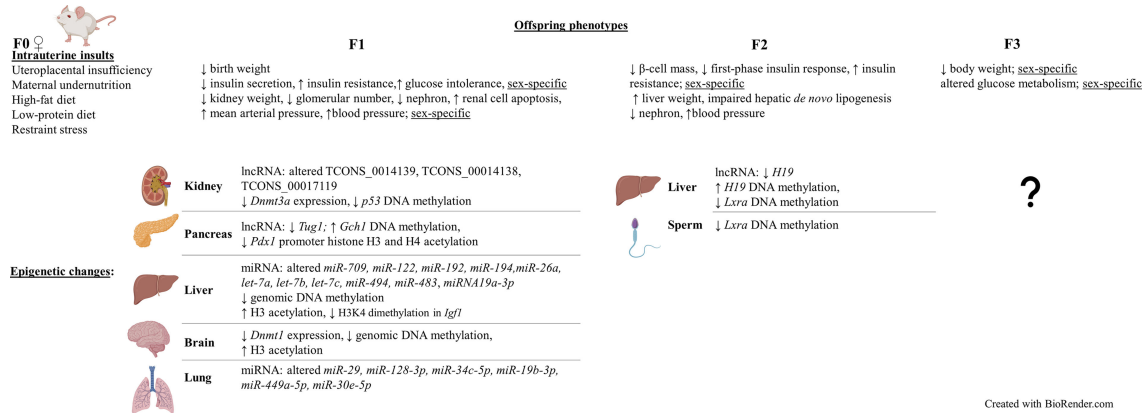 Offspring phenotypes
F0 ♀
F1
F2
F3
Intrauterine insults
Uteroplacental insufficiency
Maternal undernutrition
High-fat diet
Low-protein diet
Restraint stress
↓ birth weight
↓ insulin secretion, ↑ insulin resistance,↑ glucose intolerance, sex-specific
↓ kidney weight, ↓ glomerular number, ↓ nephron, ↑ renal cell apoptosis,
↑ mean arterial pressure, ↑blood pressure; sex-specific
↓ β-cell mass, ↓ first-phase insulin response, ↑ insulin
resistance; sex-specific
↑ liver weight, impaired hepatic de novo lipogenesis
↓ nephron, ↑blood pressure
↓ body weight; sex-specific
altered glucose metabolism; sex-specific
Epigenetic changes:
Kidney
lncRNA: altered TCONS_0014139, TCONS_00014138,
TCONS_00017119
↓ Dnmt3a expression, ↓ p53 DNA methylation
Pancreas
lncRNA: ↓ Tug1; ↑ Gch1 DNA methylation,
↓ Pdx1 promoter histone H3 and H4 acetylation
Liver
miRNA: altered miR-709, miR-122, miR-192, miR-194,miR-26a,
let-7a, let-7b, let-7c, miR-494, miR-483, miRNA19a-3p
↓ genomic DNA methylation
↑ H3 acetylation, ↓ H3K4 dimethylation in Igf1
Brain
↓ Dnmt1 expression, ↓ genomic DNA methylation,
↑ H3 acetylation
Lung
miRNA: altered miR-29, miR-128-3p, miR-34c-5p, miR-19b-3p,
miR-449a-5p, miR-30e-5p
Liver
lncRNA: ↓ H19
↑ H19 DNA methylation,
↓ Lxra DNA methylation
Sperm
↓ Lxra DNA methylation
?
Created with BioRender.com